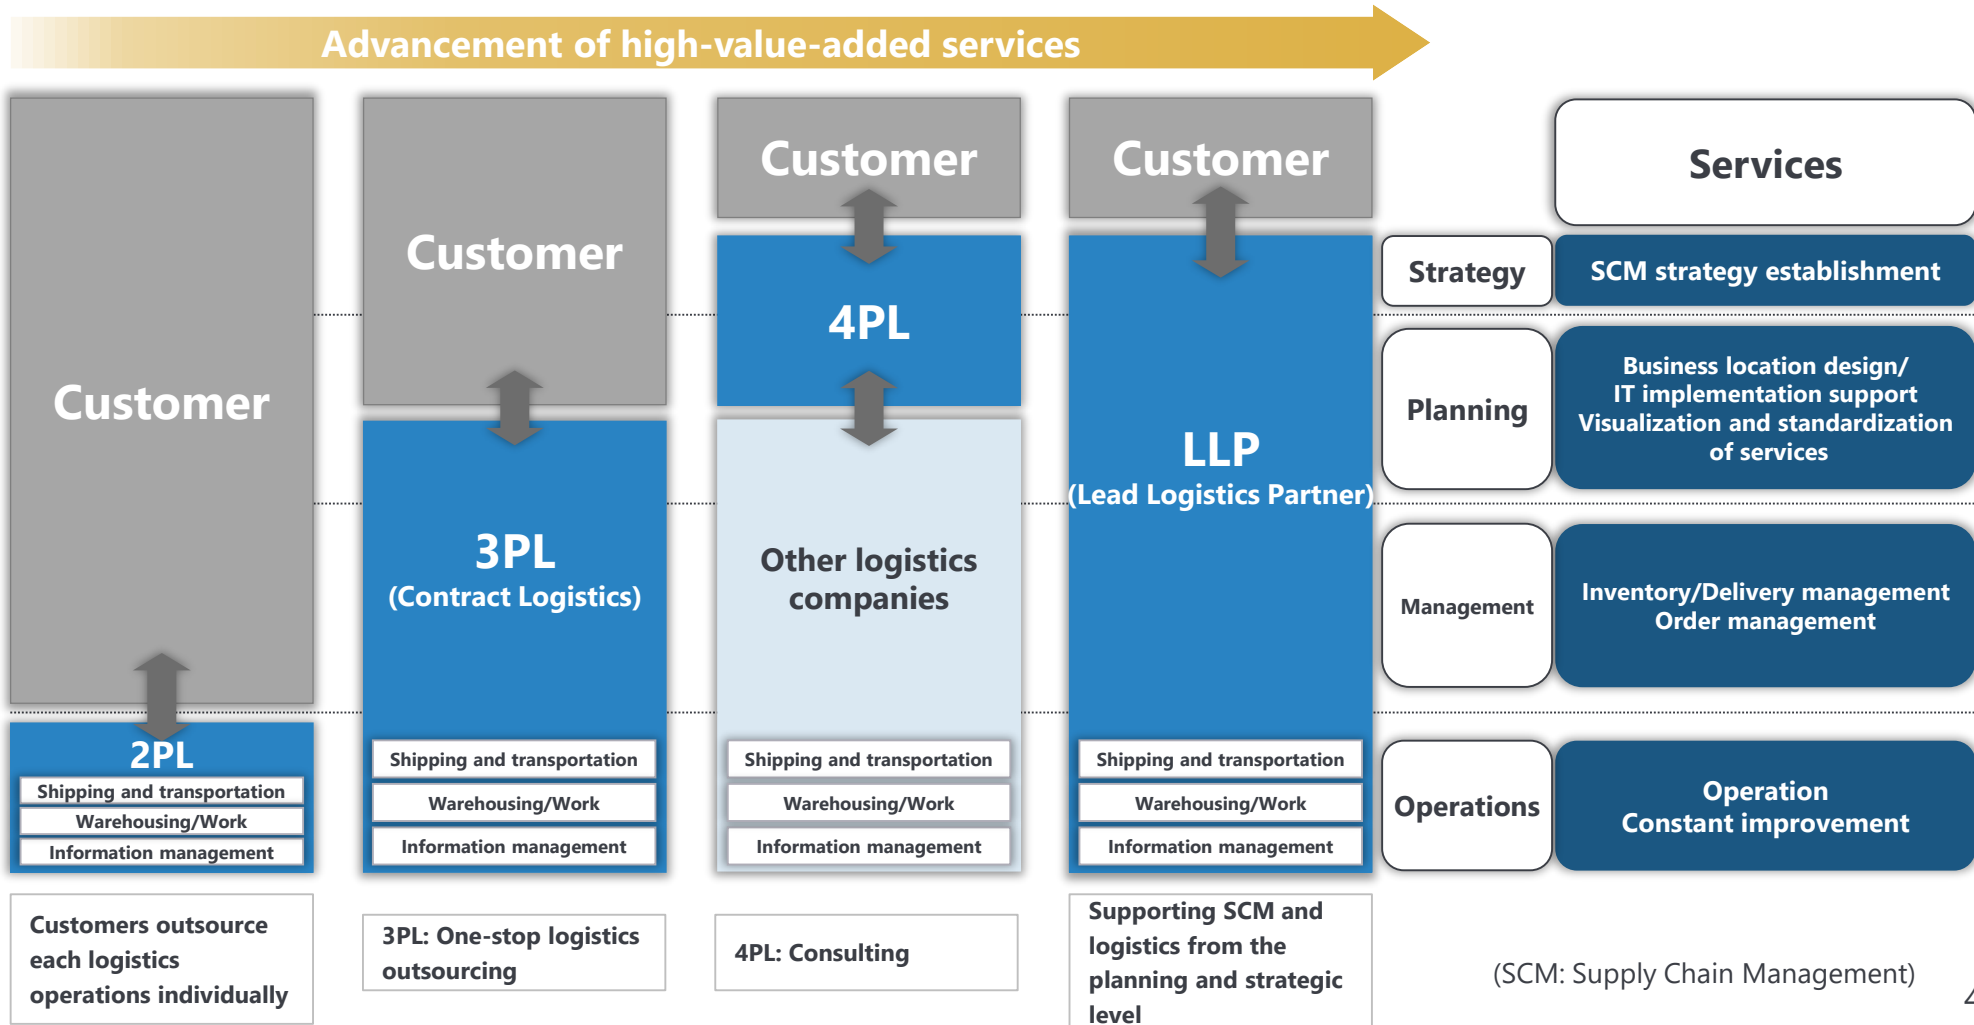 Advancement of high-value-added services
Customer
2PL
Shipping and transportation
Warehousing/Work
Information management
Customers outsource
each logistics
operations individually
Customer
3PL
(Contract Logistics)
Shipping and transportation
Warehousing/Work
Information management
3PL: One-stop logistics
outsourcing
Customer
4PL
Other logistics
companies
Shipping and transportation
Warehousing/Work
Information management
4PL: Consulting
Customer
LLP
(Lead Logistics Partner)
Shipping and transportation
Warehousing/Work
Information management
Supporting SCM and
logistics from the
planning and strategic
level
Services
Strategy
SCM strategy establishment
Planning
Business location design/
IT implementation support
Visualization and standardization
of services
Management
Inventory/Delivery management
Order management
Operations
Operation
Constant improvement
(SCM: Supply Chain Management)
4